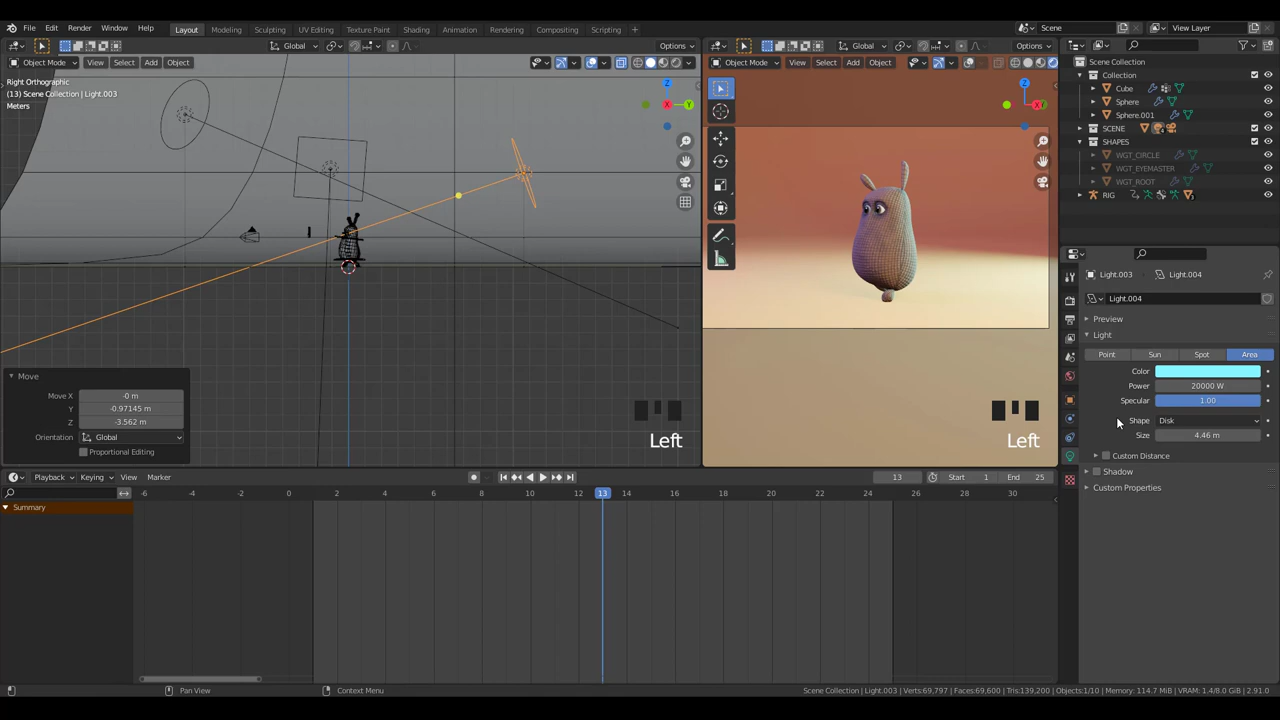 File Edit Render Window Help Layout Modeling Sculpting UV Editing Texture Paint Shading Animation Rendering Compositing Scripting + Scene View Layer
Global Options Global Options
Object Mode View Select Add Object Object Mode View Select Add Object
Right Orthographic
(13) Scene Collection | Light.003
Meters
Z
Y
X
Z
Scene Collection
Collection
Cube
Sphere
Sphere.001
SCENE
SHAPES
WGT_CIRCLE
WGT_EYEMASTER
WGT_ROOT
RIG
Light.003 Light.004
Light.004
Preview
Light
Point Sun Spot Area
Color
Power 20000 W
Specular 1.00
Shape Disk
Size 4.46 m
Custom Distance
Shadow
Custom Properties
Move
Move X -0 m
Y -0.97145 m
Z -3.562 m
Orientation Global
Proportional Editing
Left
Left
Playback Keying View Marker 13 Start 1 End 25
-6 -4 -2 0 2 4 6 8 10 12 13 14 16 18 20 22 24 26 28 30
Summary
Pan View Context Menu Scene Collection | Light.003 | Verts:69,797 | Faces:69,600 | Tris:139,200 | Objects:1/10 | Memory: 114.7 MiB | VRAM: 1.4/8.0 GiB | 2.91.0